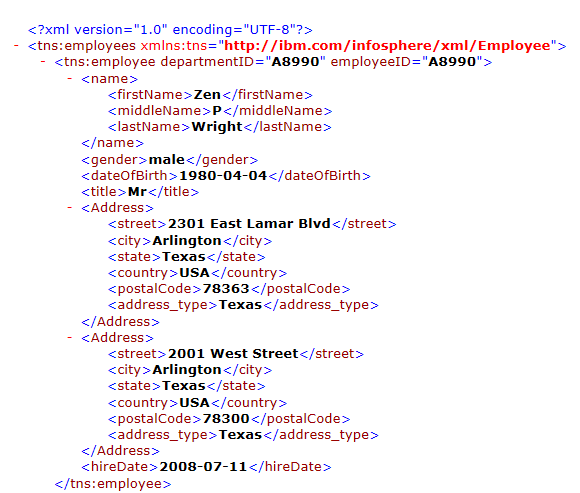 <?xml version="1.0" encoding="UTF-8"?>
- <tns:employees xmlns:tns="http://ibm.com/infosphere/xml/Employee">
- <tns:employee departmentID="A8990" employeeID="A8990">
- <name>
<firstName>Zen</firstName>
<middleName>P</middleName>
<lastName>Wright</lastName>
</name>
<gender>male</gender>
<dateOfBirth>1980-04-04</dateOfBirth>
<title>Mr</title>
- <Address>
<street>2301 East Lamar Blvd</street>
<city>Arlington</city>
<state>Texas</state>
<country>USA</country>
<postalCode>78363</postalCode>
<address_type>Texas</address_type>
</Address>
- <Address>
<street>2001 West Street</street>
<city>Arlington</city>
<state>Texas</state>
<country>USA</country>
<postalCode>78300</postalCode>
<address_type>Texas</address_type>
</Address>
<hireDate>2008-07-11</hireDate>
</tns:employee>